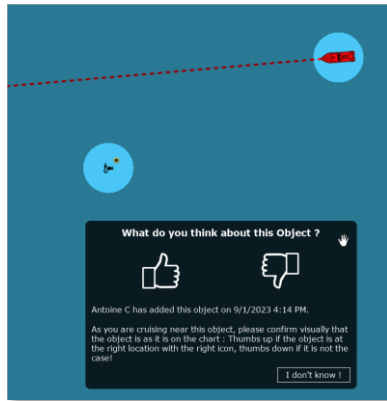 What do you think about this Object ?
Antoine C has added this object on 9/1/2023 4:14 PM.
As you are cruising near this object, please confirm visually that
the object is as it is on the chart : Thumbs up if the object is at
the right location with the right icon, thumbs down if it is not the
case!
I don't know !